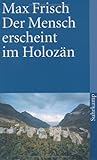 Max Frisch
Der Mensch
erscheint
im Holozän
suhrkamp